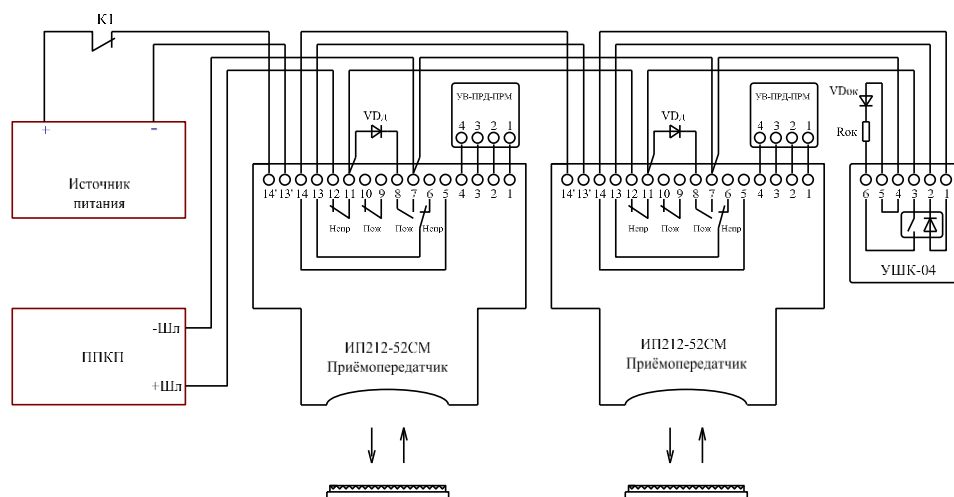 К1
+ -
Источник
питания
ППКП
-Шл
+Шл
VDд
УВ-ПРД-ПРМ
4 3 2 1
14' 13' 14 13 12 11 10 9 8 7 6 5 4 3 2 1
Непр Пож Пож Непр
ИП212-52СМ
Приёмопередатчик
VDд
УВ-ПРД-ПРМ
4 3 2 1
14' 13' 14 13 12 11 10 9 8 7 6 5 4 3 2 1
Непр Пож Пож Непр
ИП212-52СМ
Приёмопередатчик
VDок
Rок
6 5 4 3 2 1
УШК-04